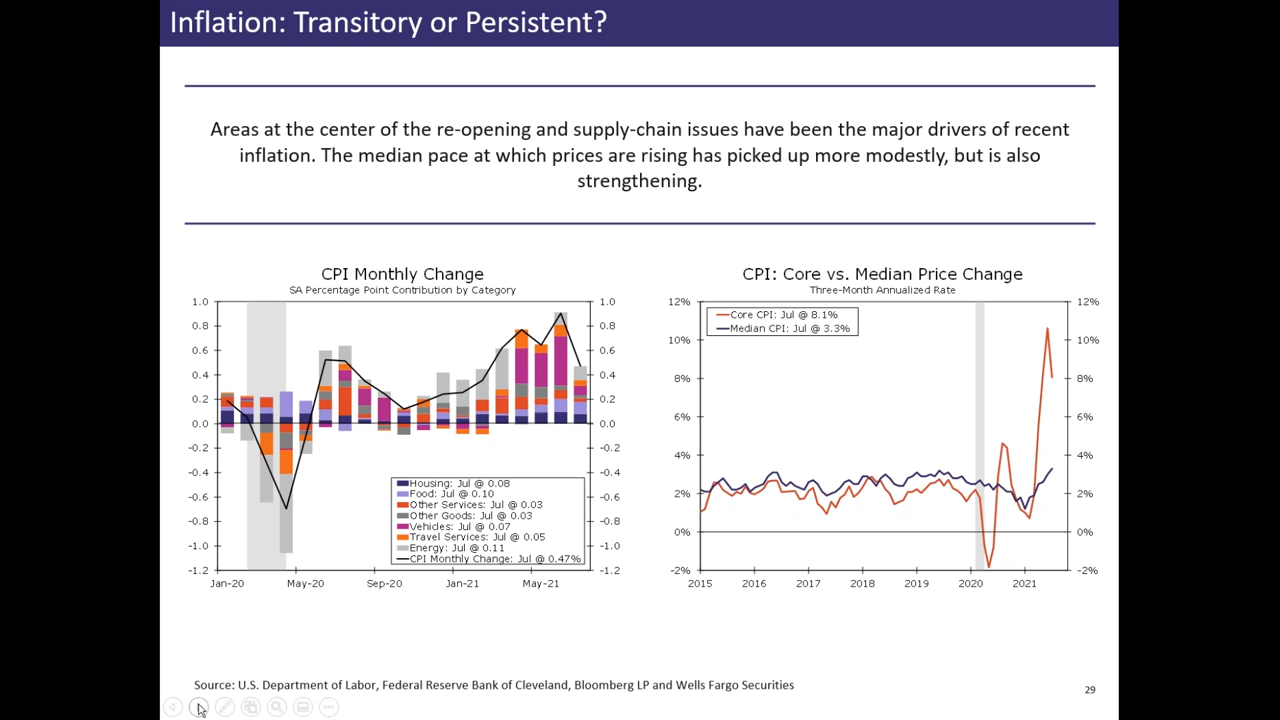 Inflation: Transitory or Persistent?
Areas at the center of the re-opening and supply-chain issues have been the major drivers of recent
inflation. The median pace at which prices are rising has picked up more modestly, but is also
strengthening.
CPI Monthly Change
SA Percentage Point Contribution by Category
1.0
0.8
0.6
0.4
0.2
0.0
-0.2
-0.4
-0.6
-0.8
-1.0
-1.2
1.0
0.8
0.6
0.4
0.2
0.0
-0.2
-0.4
-0.6
-0.8
-1.0
-1.2
Housing: Jul @ 0.08
Food: Jul @ 0.10
Other Services: Jul @ 0.03
Other Goods: Jul @ 0.03
Vehicles: Jul @ 0.07
Travel Services: Jul @ 0.05
Energy: Jul @ 0.11
CPI Monthly Change: Jul @ 0.47%
Jan-20 May-20 Sep-20 Jan-21 May-21
CPI: Core vs. Median Price Change
Three-Month Annualized Rate
12%
10%
8%
6%
4%
2%
0%
-2%
12%
10%
8%
6%
4%
2%
0%
-2%
Core CPI: Jul @ 8.1%
Median CPI: Jul @ 3.3%
2015 2016 2017 2018 2019 2020 2021
Source: U.S. Department of Labor, Federal Reserve Bank of Cleveland, Bloomberg LP and Wells Fargo Securities
29